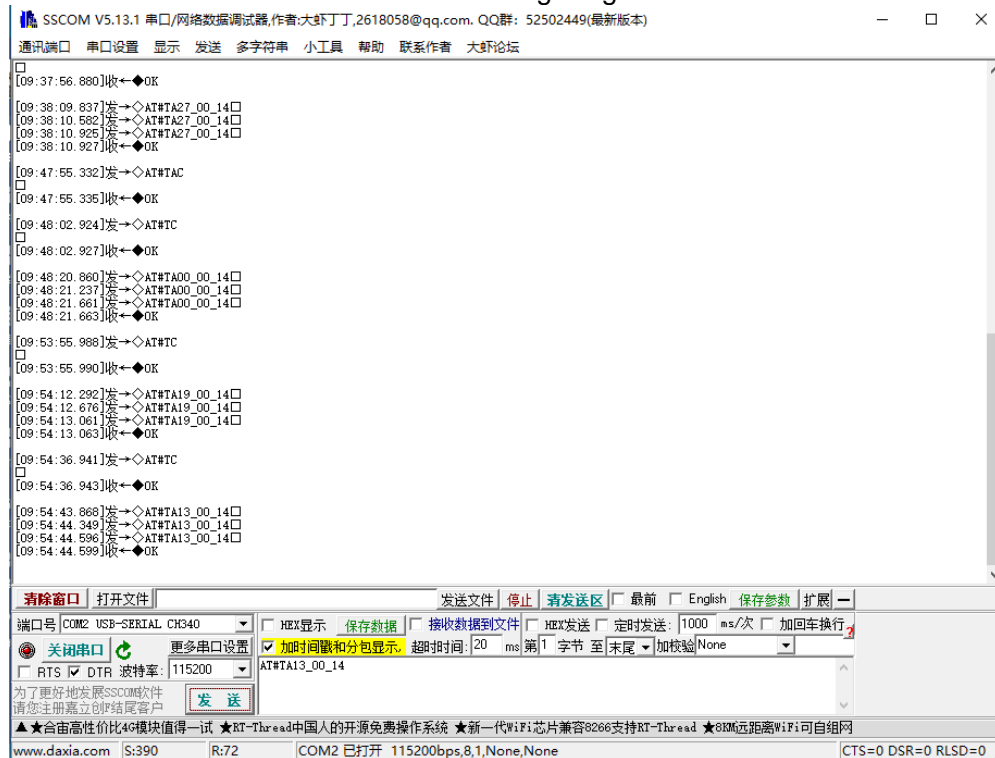 SSCOM V5.13.1 串口/网络数据调试器,作者:大虾丁丁,2618058@qq.com. QQ群: 52502449(最新版本)
通讯端口 串口设置 显示 发送 多字符串 小工具 帮助 联系作者 大虾论坛
□
[09:37:56.880]收←◆OK
[09:38:09.837]发→◇AT#TA27_00_14□
[09:38:10.582]发→◇AT#TA27_00_14□
[09:38:10.925]发→◇AT#TA27_00_14□
[09:38:10.927]收←◆OK
[09:47:55.332]发→◇AT#TAC
□
[09:47:55.335]收←◆OK
[09:48:02.924]发→◇AT#TC
□
[09:48:02.927]收←◆OK
[09:48:20.860]发→◇AT#TA00_00_14□
[09:48:21.237]发→◇AT#TA00_00_14□
[09:48:21.661]发→◇AT#TA00_00_14□
[09:48:21.663]收←◆OK
[09:53:55.988]发→◇AT#TC
□
[09:53:55.990]收←◆OK
[09:54:12.292]发→◇AT#TA19_00_14□
[09:54:12.676]发→◇AT#TA19_00_14□
[09:54:13.061]发→◇AT#TA19_00_14□
[09:54:13.063]收←◆OK
[09:54:36.941]发→◇AT#TC
□
[09:54:36.943]收←◆OK
[09:54:43.868]发→◇AT#TA13_00_14□
[09:54:44.349]发→◇AT#TA13_00_14□
[09:54:44.596]发→◇AT#TA13_00_14□
[09:54:44.599]收←◆OK
清除窗口 打开文件 发送文件 停止 清发送区 最前 English 保存参数 扩展 —
端口号 COM2 USB-SERIAL CH340 HEX显示 保存数据 接收数据到文件 HEX发送 定时发送: 1000 ms/次 加回车换行 ?
关闭串口 更多串口设置 加时间戳和分包显示, 超时时间: 20 ms 第 1 字节 至 末尾 加校验 None
RTS DTR 波特率: 115200 AT#TA13_00_14
为了更好地发展SSCOM软件
请您注册嘉立创F结尾客户 发 送
▲★合宙高性价比4G模块值得一试 ★RT-Thread中国人的开源免费操作系统 ★新一代WiFi芯片兼容8266支持RT-Thread ★8KM远距离WiFi可自组网
www.daxia.com S:390 R:72 COM2 已打开 115200bps,8,1,None,None CTS=0 DSR=0 RLSD=0